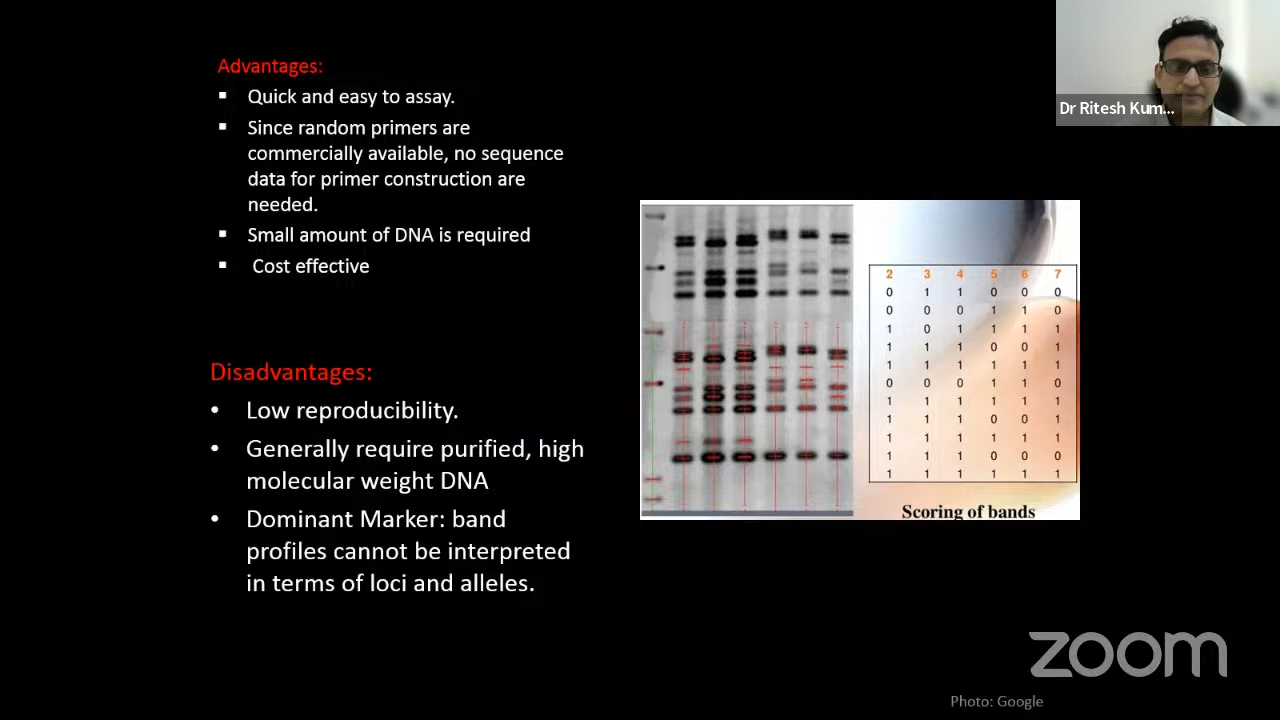 Advantages:
▪ Quick and easy to assay.
▪ Since random primers are
commercially available, no sequence
data for primer construction are
needed.
▪ Small amount of DNA is required
▪ Cost effective
Disadvantages:
• Low reproducibility.
• Generally require purified, high
molecular weight DNA
• Dominant Marker: band
profiles cannot be interpreted
in terms of loci and alleles.
Dr Ritesh Kum...
2 3 4 5 6 7
0 1 1 0 0 0
0 0 0 1 1 0
1 0 1 1 1 1
1 1 1 0 0 1
1 1 1 1 1 1
0 0 0 1 1 0
1 1 1 1 1 1
1 1 1 0 0 1
1 1 1 1 1 1
1 1 1 0 0 0
1 1 1 1 1 1
Scoring of bands
zoom
Photo: Google